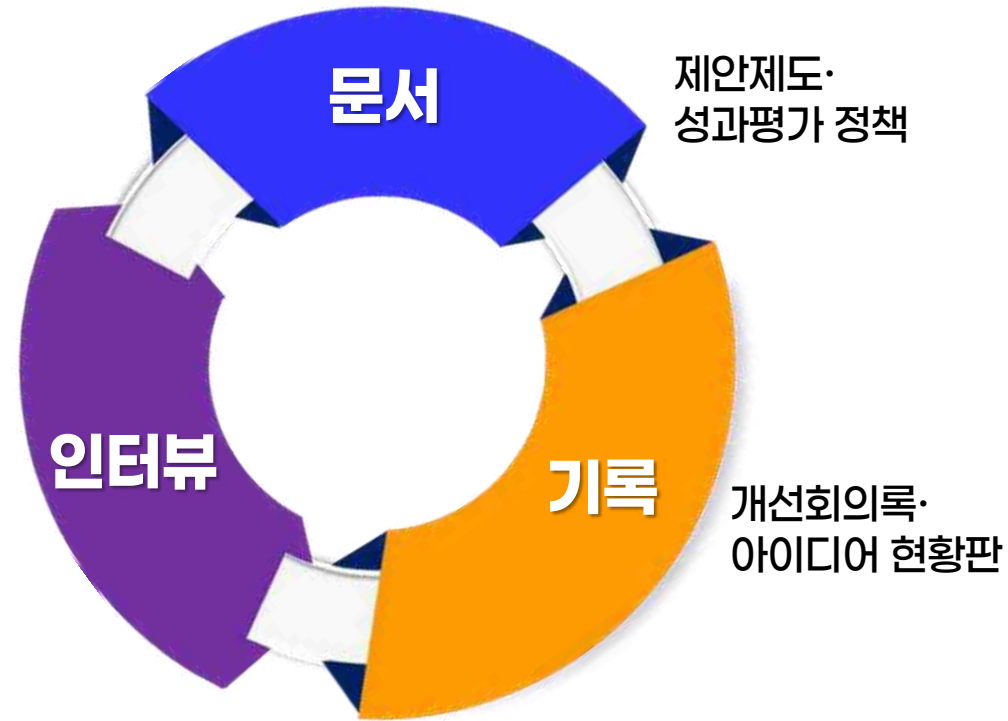 문서
제안제도·
성과평가 정책
인터뷰
기록
개선회의록·
아이디어 현황판